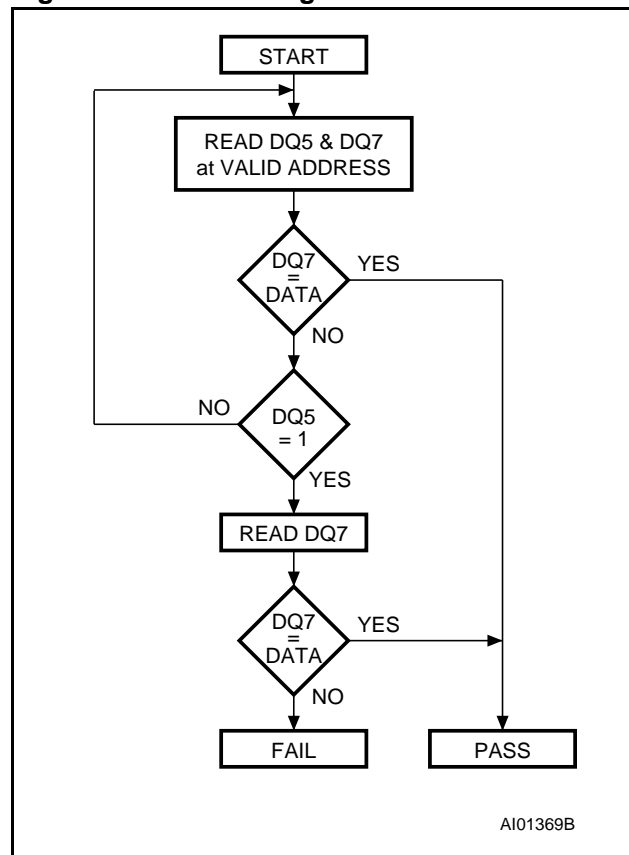 START
READ DQ5 & DQ7
at VALID ADDRESS
DQ7
=
DATA
YES
NO
DQ5
= 1
NO
YES
READ DQ7
DQ7
=
DATA
YES
NO
FAIL
PASS
AI01369B